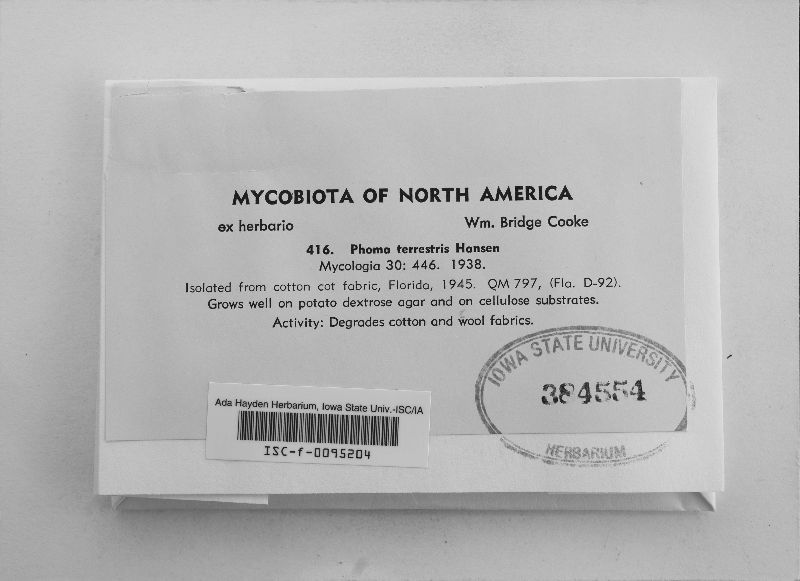 MYCOBIOTA OF NORTH AMERICA
ex herbario Wm. Bridge Cooke
416. Phoma terrestris Hansen
Mycologia 30: 446. 1938.
Isolated from cotton cot fabric, Florida, 1945. QM 797, (Fla. D-92).
Grows well on potato dextrose agar and on cellulose substrates.
Activity: Degrades cotton and wool fabrics.
IOWA STATE UNIVERSITY
384554
HERBARIUM
Ada Hayden Herbarium, Iowa State Univ.-ISC/IA
ISC-f-0095204